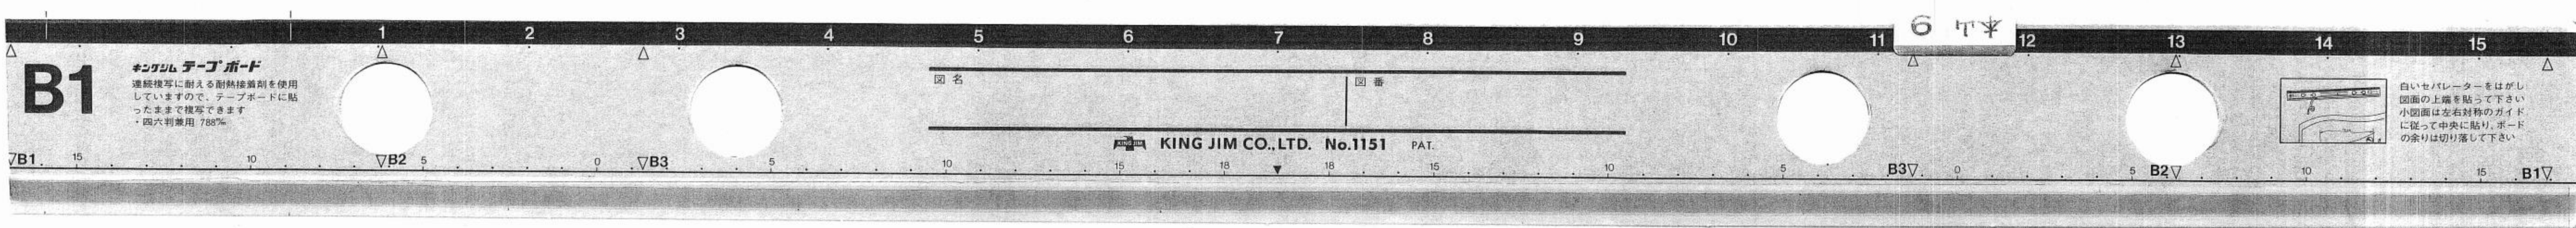 1 2 3 4 5 6 7 8 9 10 11 12 13 14 15
6 山本
B1
キングジム テープボード
連続複写に耐える耐熱接着剤を使用
していますので、テープボードに貼
ったままで複写できます
・四六判兼用 788%
図名
図番
KING JIM
KING JIM CO.,LTD. No.1151 PAT.
白いセパレーターをはがし
図面の上端を貼って下さい
小図面は左右対称のガイド
に従って中央に貼り、ボード
の余りは切り落して下さい
▽B1 15 10 ▽B2 5 0 ▽B3 5 10 15 18 ▼ 18 15 10 5 B3▽ 0 5 B2▽ 10 15 B1▽